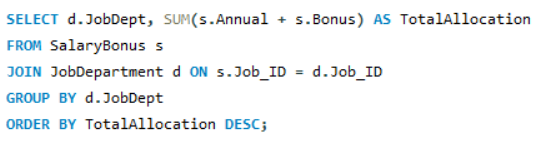 SELECT d.JobDept, SUM(s.Annual + s.Bonus) AS TotalAllocation
FROM SalaryBonus s
JOIN JobDepartment d ON s.Job_ID = d.Job_ID
GROUP BY d.JobDept
ORDER BY TotalAllocation DESC;